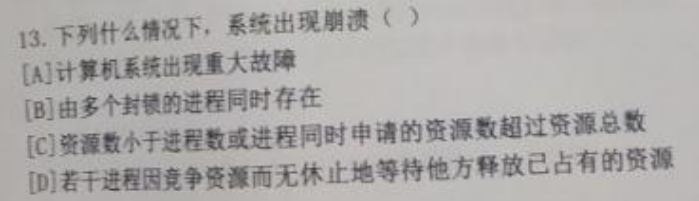 13. 下列什么情况下，系统出现崩溃（ ）
[A]计算机系统出现重大故障
[B]由多个封锁的进程同时存在
[C]资源数小于进程数或进程同时申请的资源数超过资源总数
[D]若干进程因竞争资源而无休止地等待他方释放已占有的资源